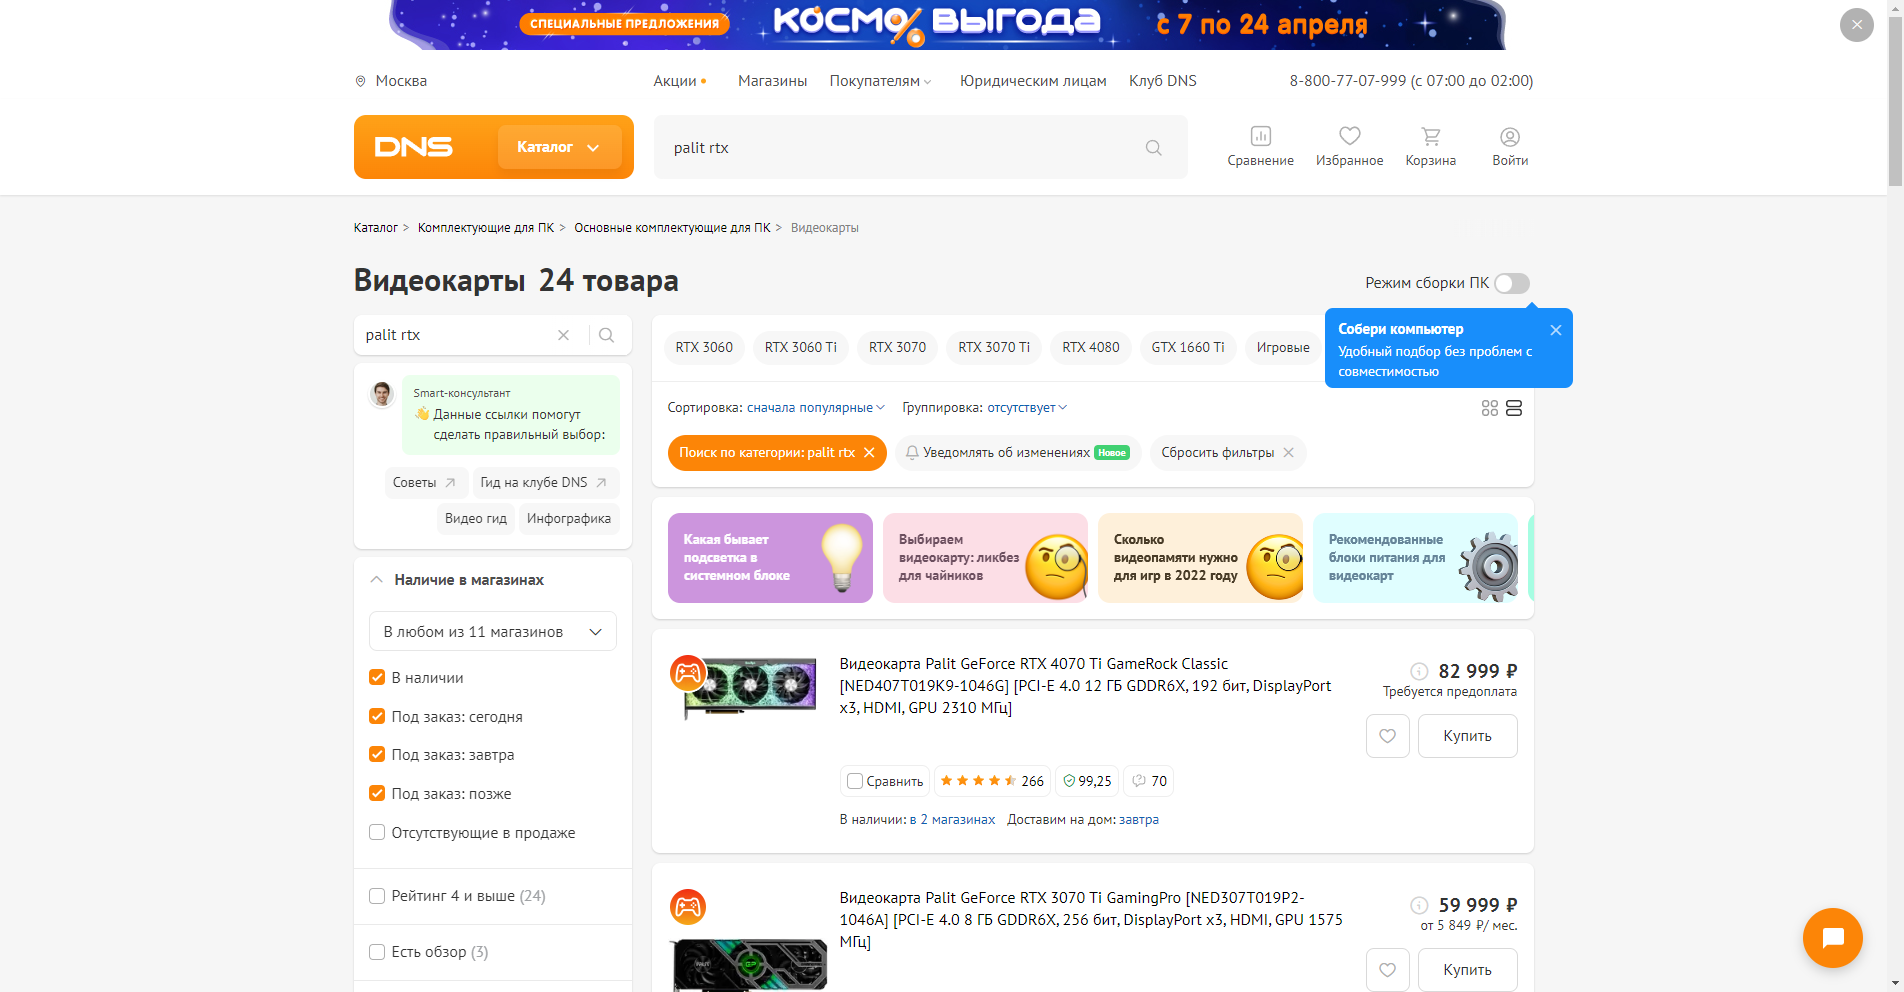 СПЕЦИАЛЬНЫЕ ПРЕДЛОЖЕНИЯ
КОСМО% ВЫГОДА
с 7 по 24 апреля
Москва
Акции
Магазины
Покупателям
Юридическим лицам
Клуб DNS
8-800-77-07-999 (с 07:00 до 02:00)
DNS
Каталог
palit rtx
Сравнение
Избранное
Корзина
Войти
Каталог > Комплектующие для ПК > Основные комплектующие для ПК > Видеокарты
Видеокарты 24 товара
Режим сборки ПК
Собери компьютер
Удобный подбор без проблем с
совместимостью
palit rtx
Smart-консультант
👋 Данные ссылки помогут
сделать правильный выбор:
Советы
Гид на клубе DNS
Видео гид
Инфографика
Наличие в магазинах
В любом из 11 магазинов
В наличии
Под заказ: сегодня
Под заказ: завтра
Под заказ: позже
Отсутствующие в продаже
Рейтинг 4 и выше (24)
Есть обзор (3)
RTX 3060
RTX 3060 Ti
RTX 3070
RTX 3070 Ti
RTX 4080
GTX 1660 Ti
Игровые
Сортировка: сначала популярные
Группировка: отсутствует
Поиск по категории: palit rtx
Уведомлять об изменениях Новое
Сбросить фильтры
Какая бывает
подсветка в
системном блоке
Выбираем
видеокарту: ликбез
для чайников
Сколько
видеопамяти нужно
для игр в 2022 году
Рекомендованные
блоки питания для
видеокарт
Видеокарта Palit GeForce RTX 4070 Ti GameRock Classic
[NED407T019K9-1046G] [PCI-E 4.0 12 ГБ GDDR6X, 192 бит, DisplayPort
x3, HDMI, GPU 2310 МГц]
82 999 ₽
Требуется предоплата
Купить
Сравнить
266
99,25
70
В наличии: в 2 магазинах
Доставим на дом: завтра
Видеокарта Palit GeForce RTX 3070 Ti GamingPro [NED307T019P2-
1046A] [PCI-E 4.0 8 ГБ GDDR6X, 256 бит, DisplayPort x3, HDMI, GPU 1575
МГц]
59 999 ₽
от 5 849 ₽/ мес.
Купить
GP